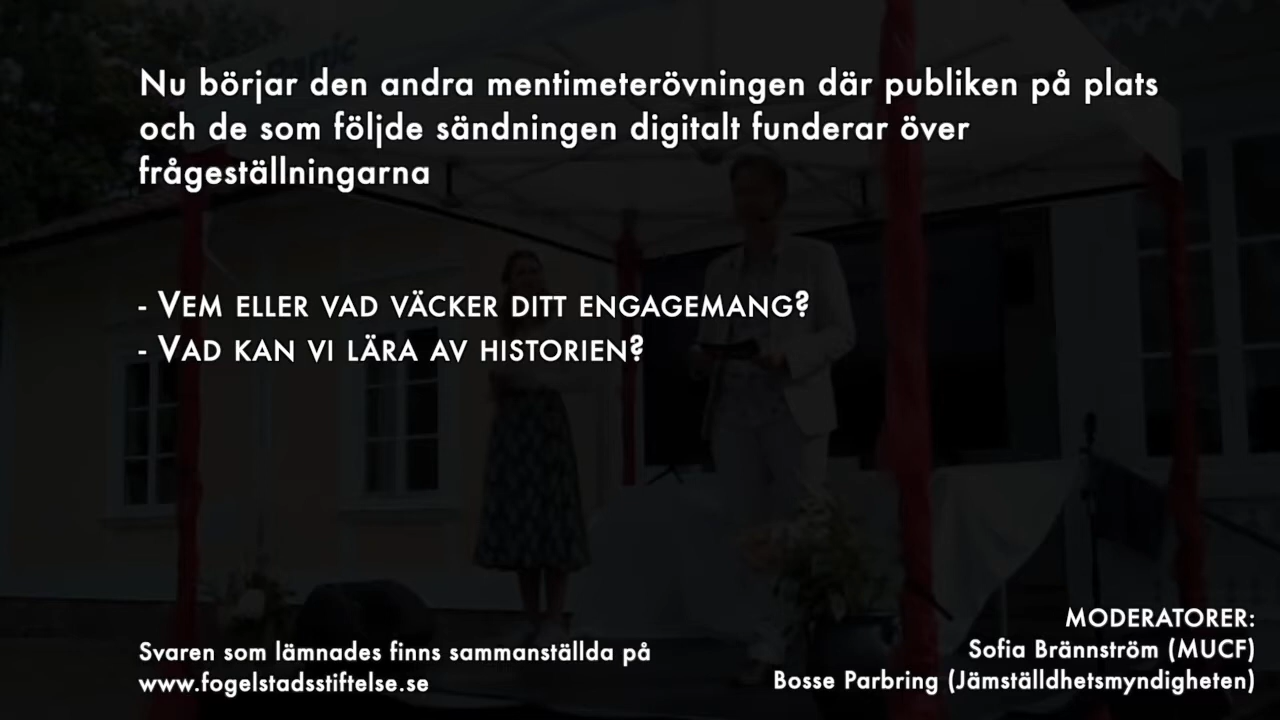 Nu börjar den andra mentimeterövningen där publiken på plats
och de som följde sändningen digitalt funderar över
frågeställningarna
- VEM ELLER VAD VÄCKER DITT ENGAGEMANG?
- VAD KAN VI LÄRA AV HISTORIEN?
Svaren som lämnades finns sammanställda på
www.fogelstadsstiftelse.se
MODERATORER:
Sofia Brännström (MUCF)
Bosse Parbring (Jämställdhetsmyndigheten)